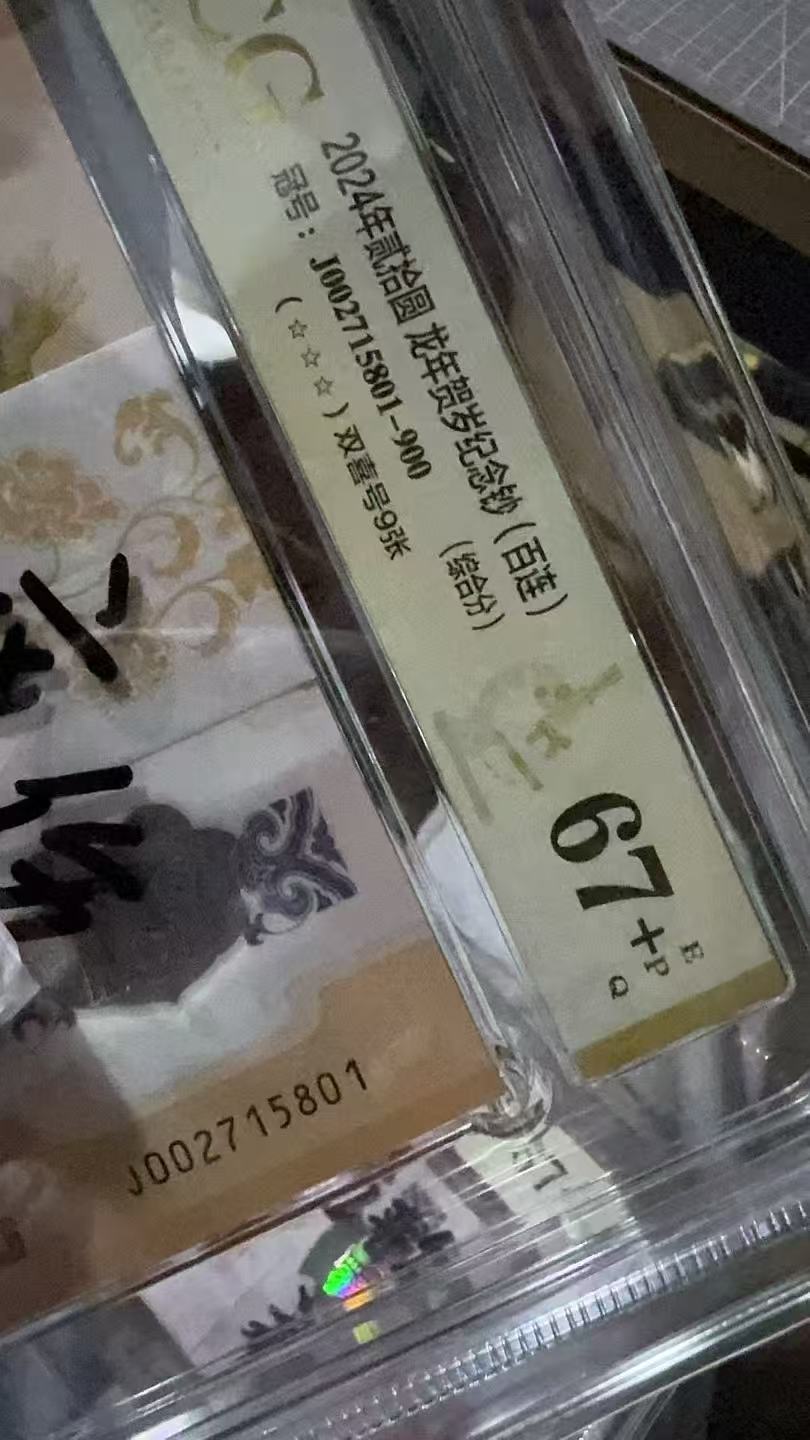 CG
2024年贰拾圆 龙年贺岁纪念钞（百连）
冠号：J002715801-900
（综合分）
（☆☆☆）双喜号9张
67+
E
P
Q
J002715801